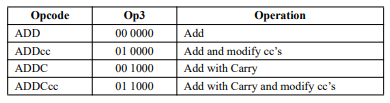 Opcode Op3 Operation
ADD 00 0000 Add
ADDcc 01 0000 Add and modify cc's
ADDC 00 1000 Add with Carry
ADDCcc 01 1000 Add with Carry and modify cc's